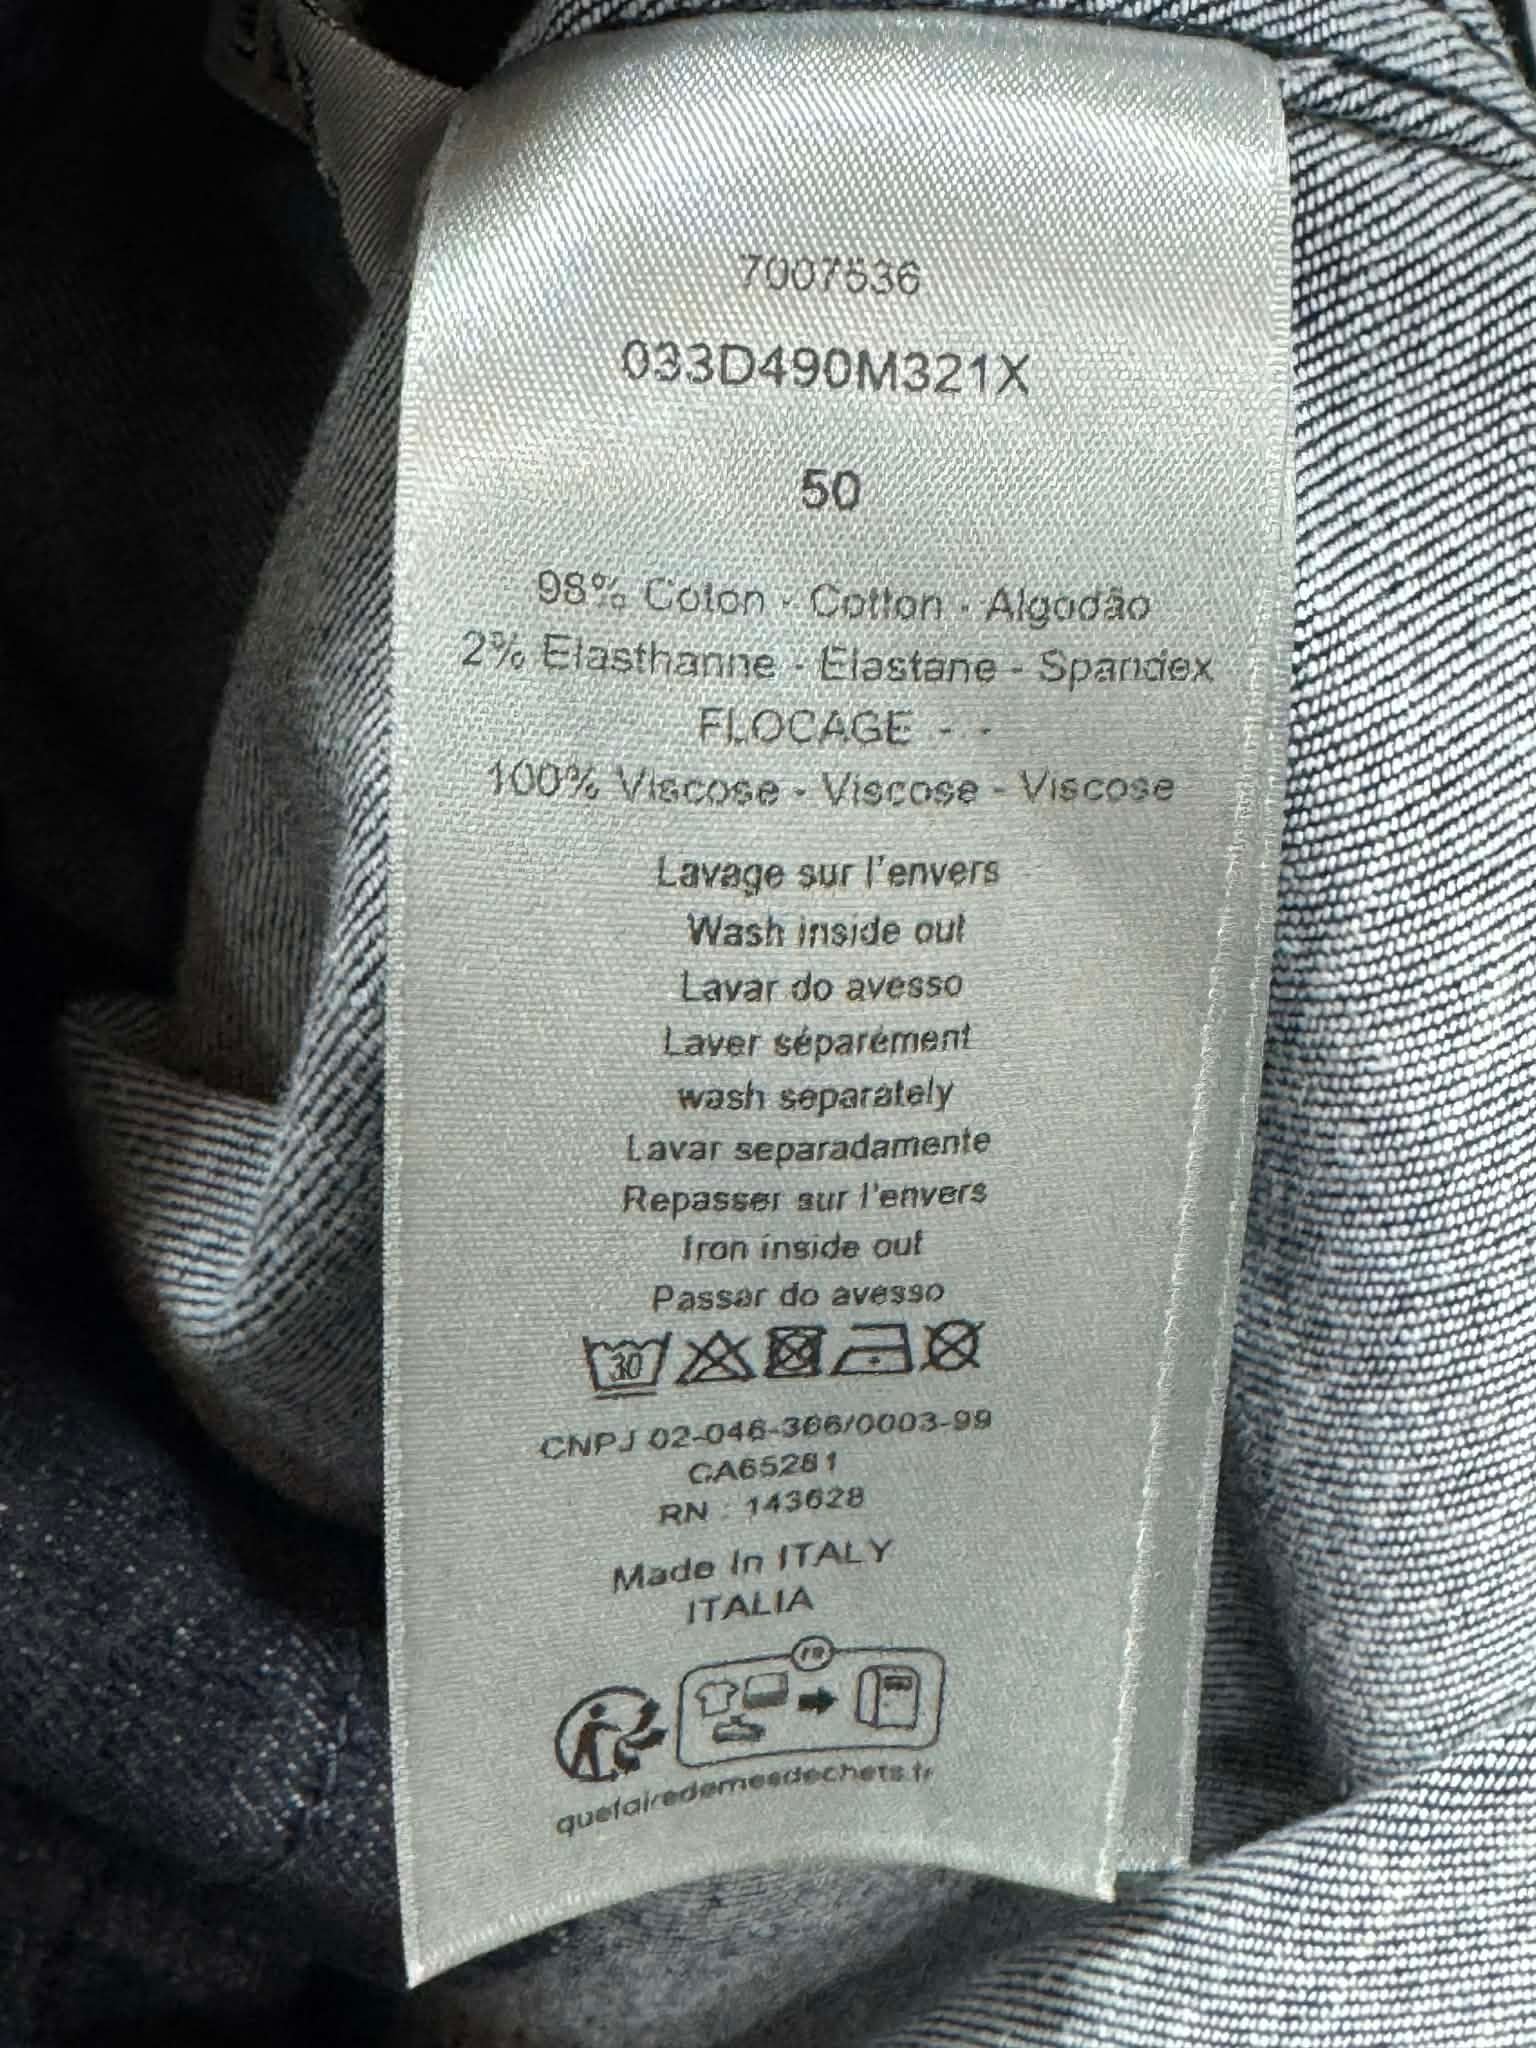 7007536
033D490M321X
50
98% Coton - Cotton - Algodão
2% Elasthanne - Elastane - Spandex
FLOCAGE - -
100% Viscose - Viscose - Viscose
Lavage sur l'envers
Wash inside out
Lavar do avesso
Laver séparément
wash separately
Lavar separadamente
Repasser sur l'envers
Iron inside out
Passar do avesso
30
CNPJ 02-046-366/0003-99
CA65281
RN : 143628
Made In ITALY
ITALIA
FR
quefairedemesdechets.fr